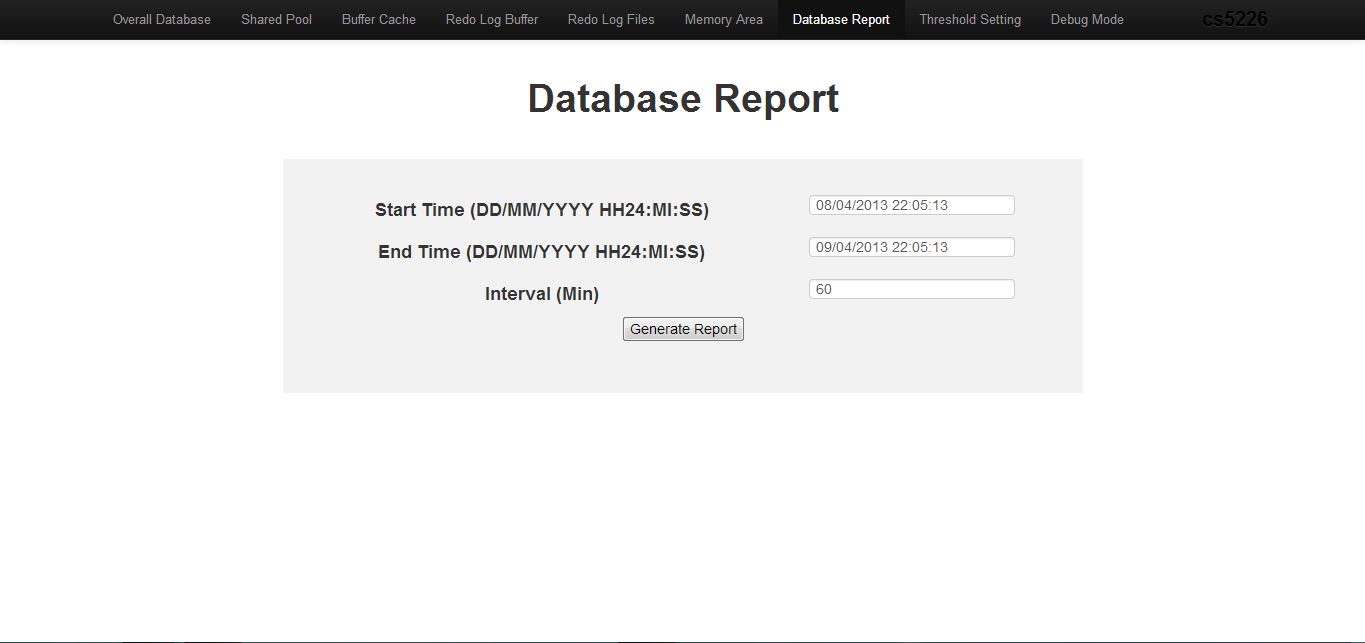 Overall Database Shared Pool Buffer Cache Redo Log Buffer Redo Log Files Memory Area Database Report Threshold Setting Debug Mode cs5226
Database Report
Start Time (DD/MM/YYYY HH24:MI:SS) 08/04/2013 22:05:13
End Time (DD/MM/YYYY HH24:MI:SS) 09/04/2013 22:05:13
Interval (Min) 60
Generate Report